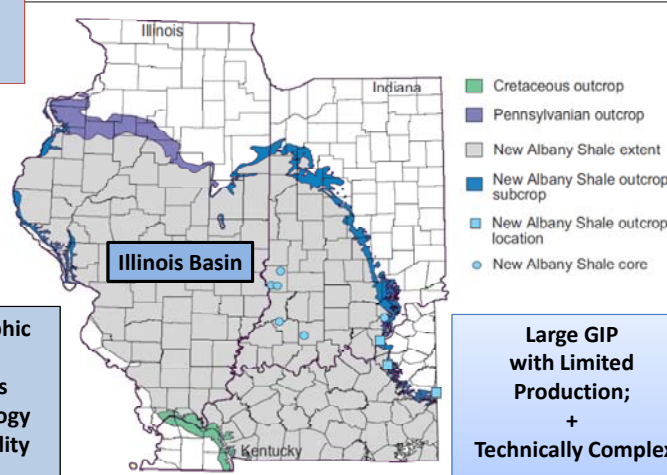 Illinois
Indiana
Cretaceous outcrop
Pennsylvanian outcrop
New Albany Shale extent
New Albany Shale outcrop
subcrop
New Albany Shale outcrop
location
New Albany Shale core
Illinois Basin
Kentucky
phic
s
ogy
lity
Large GIP
with Limited
Production;
+
Technically Complex